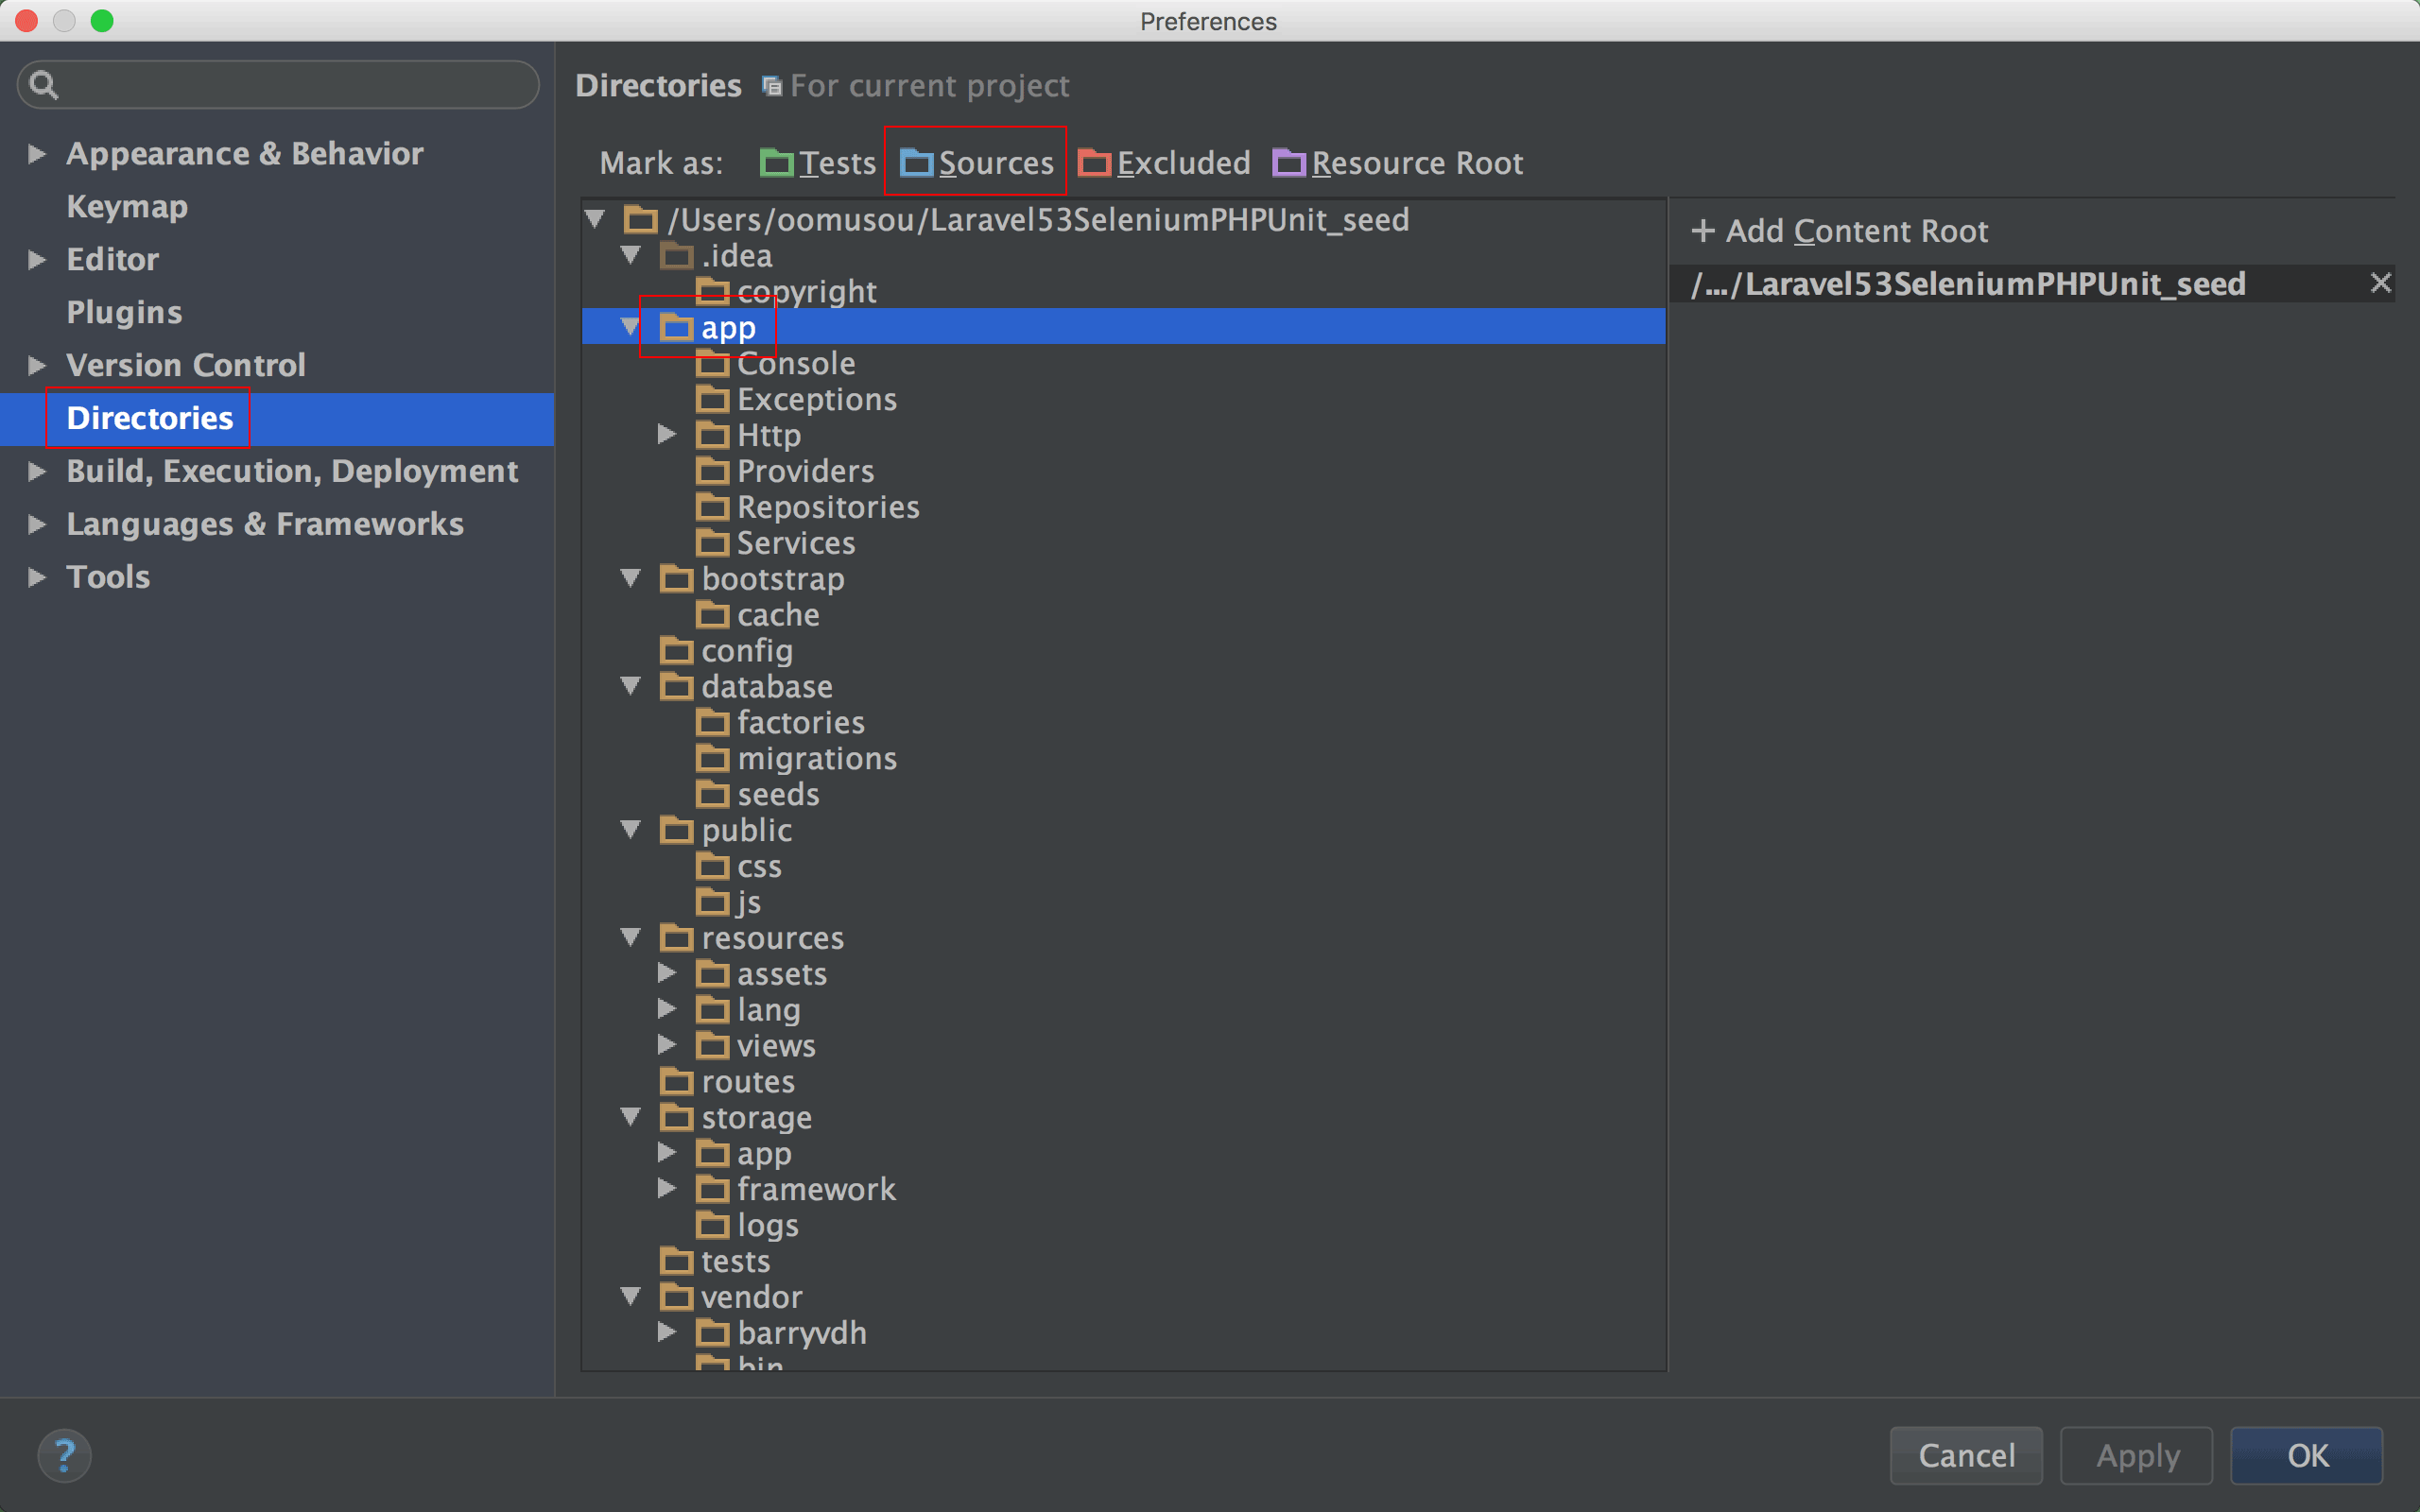 Preferences
Directories For current project
Appearance & Behavior
Keymap
Editor
Plugins
Version Control
Directories
Build, Execution, Deployment
Languages & Frameworks
Tools
Mark as: Tests Sources Excluded Resource Root
/Users/oomusou/Laravel53SeleniumPHPUnit_seed
.idea
copyright
app
Console
Exceptions
Http
Providers
Repositories
Services
bootstrap
cache
config
database
factories
migrations
seeds
public
css
js
resources
assets
lang
views
routes
storage
app
framework
logs
tests
vendor
barryvdh
bin
+ Add Content Root
/.../Laravel53SeleniumPHPUnit_seed
?
Cancel Apply OK